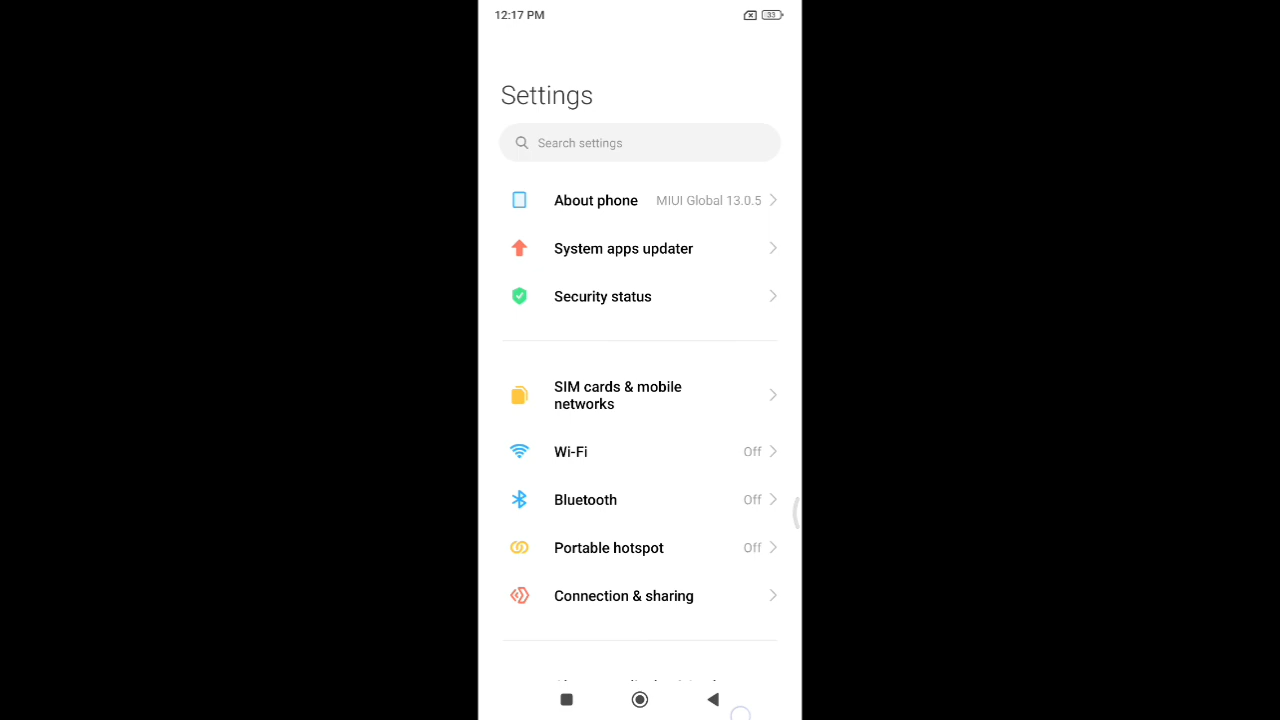 12:17 PM
33
Settings
Search settings
About phone MIUI Global 13.0.5
System apps updater
Security status
SIM cards & mobile
networks
Wi-Fi Off
Bluetooth Off
Portable hotspot Off
Connection & sharing